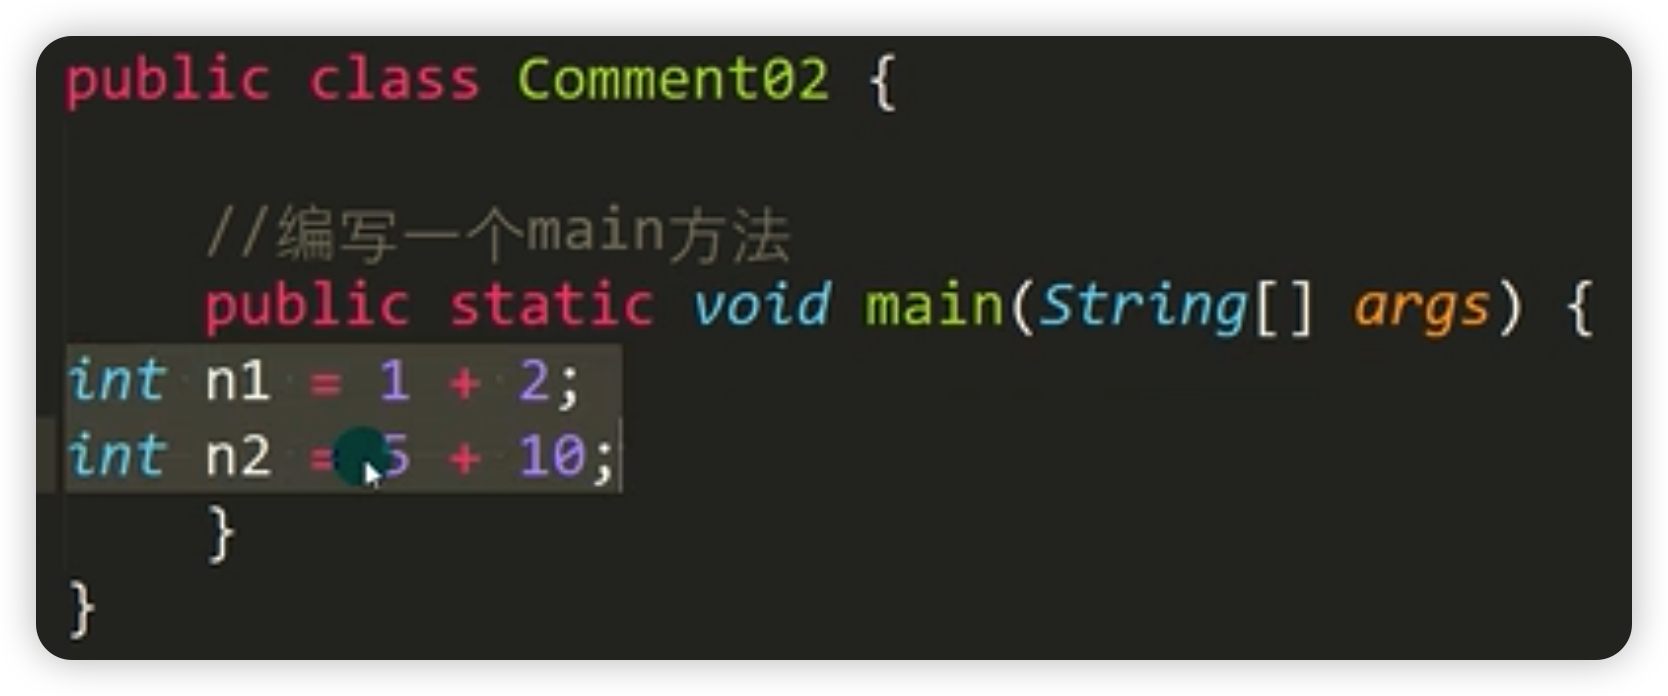 public class Comment02 {
//编写一个main方法
public static void main(String[] args) {
int n1 = 1 + 2;
int n2 = 5 + 10;
}
}